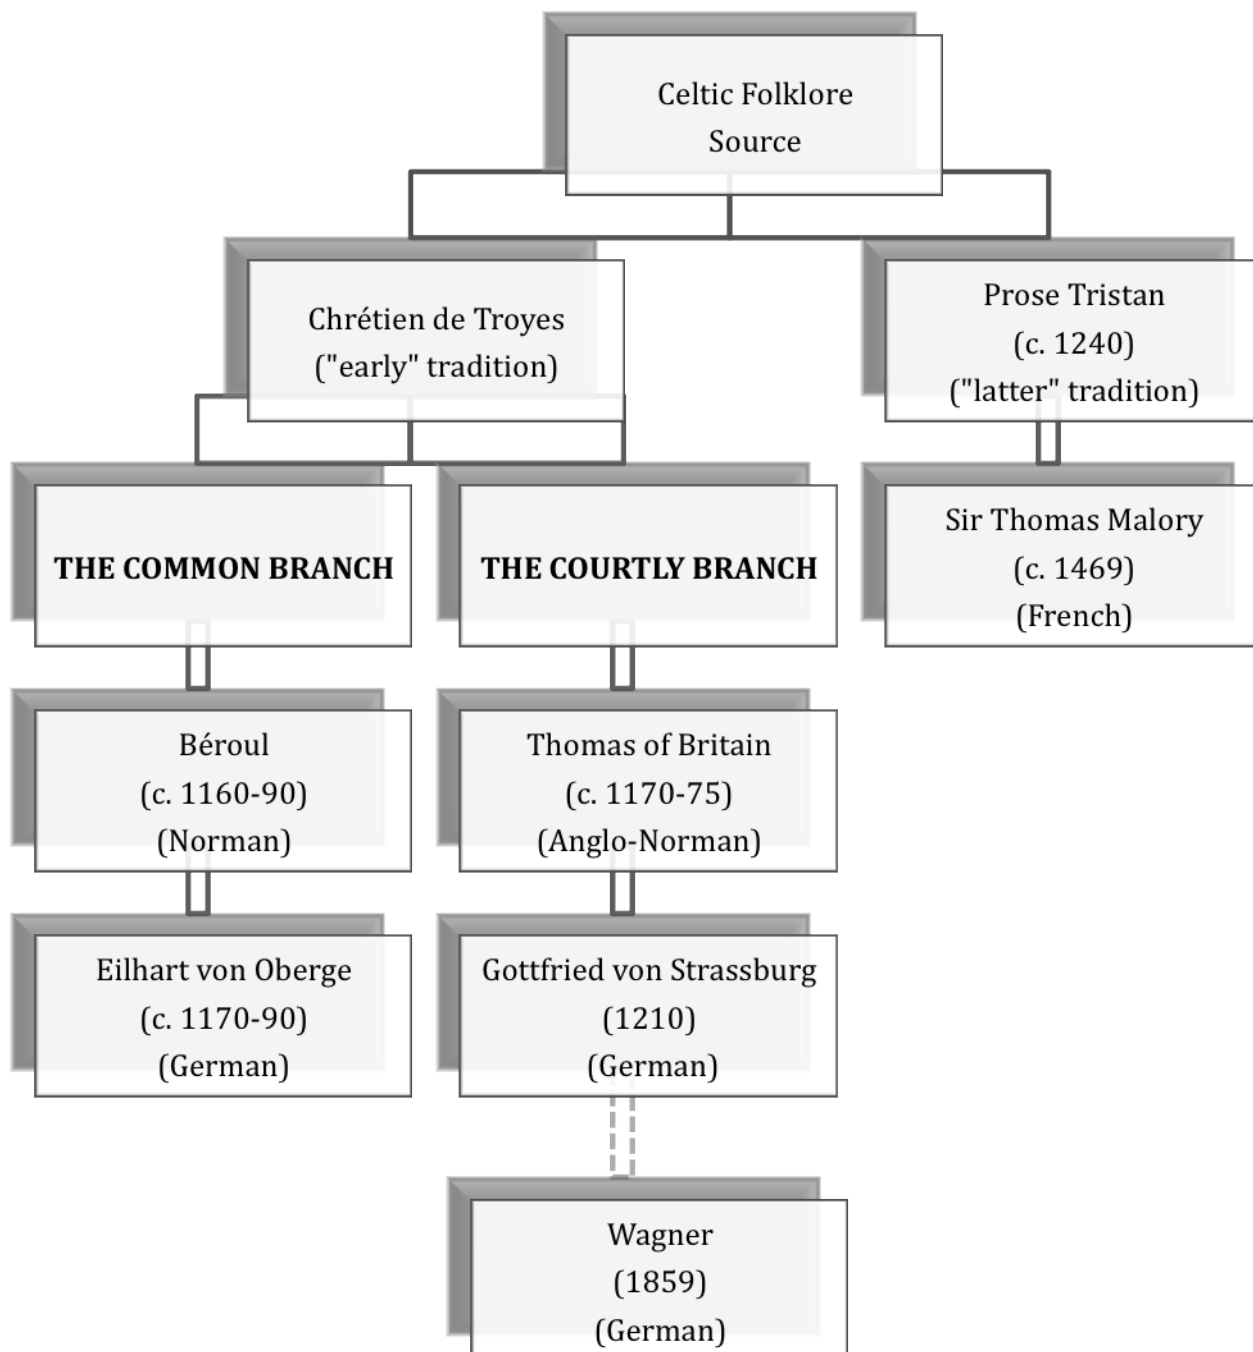 Celtic Folklore
Source
Chrétien de Troyes
("early" tradition)
Prose Tristan
(c. 1240)
("latter" tradition)
THE COMMON BRANCH
THE COURTLY BRANCH
Sir Thomas Malory
(c. 1469)
(French)
Béroul
(c. 1160-90)
(Norman)
Thomas of Britain
(c. 1170-75)
(Anglo-Norman)
Eilhart von Oberge
(c. 1170-90)
(German)
Gottfried von Strassburg
(1210)
(German)
Wagner
(1859)
(German)